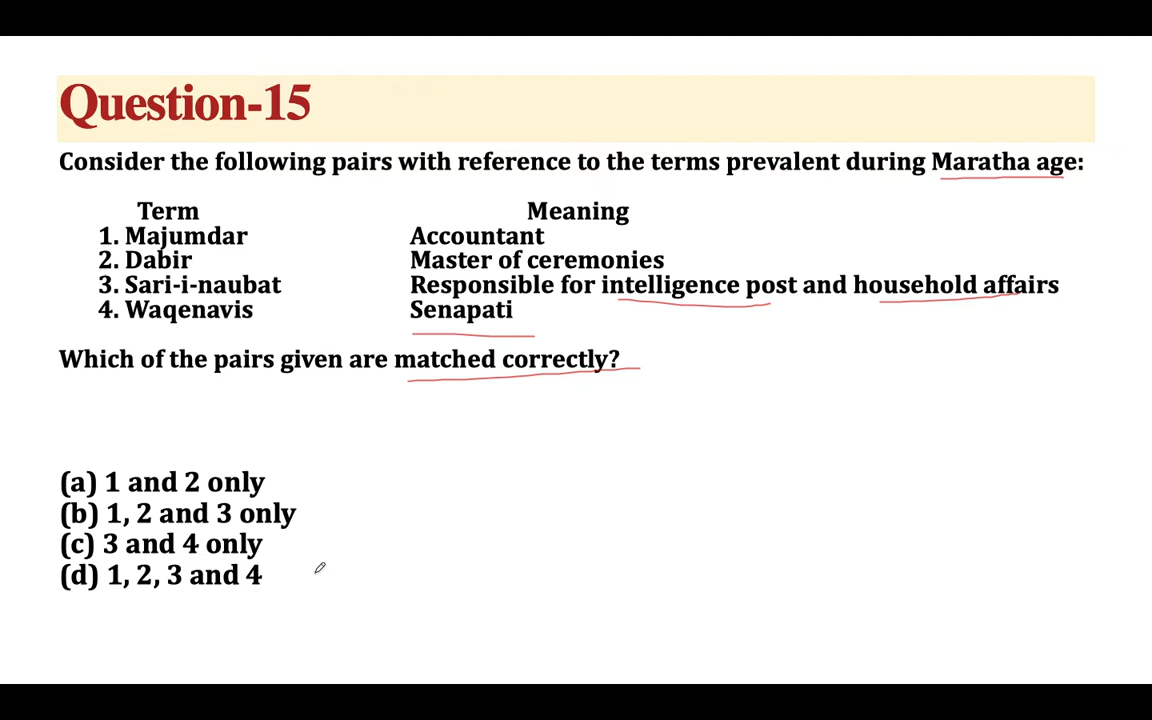 Question-15
Consider the following pairs with reference to the terms prevalent during Maratha age:
Term Meaning
1. Majumdar Accountant
2. Dabir Master of ceremonies
3. Sari-i-naubat Responsible for intelligence post and household affairs
4. Waqenavis Senapati
Which of the pairs given are matched correctly?
(a) 1 and 2 only
(b) 1, 2 and 3 only
(c) 3 and 4 only
(d) 1, 2, 3 and 4